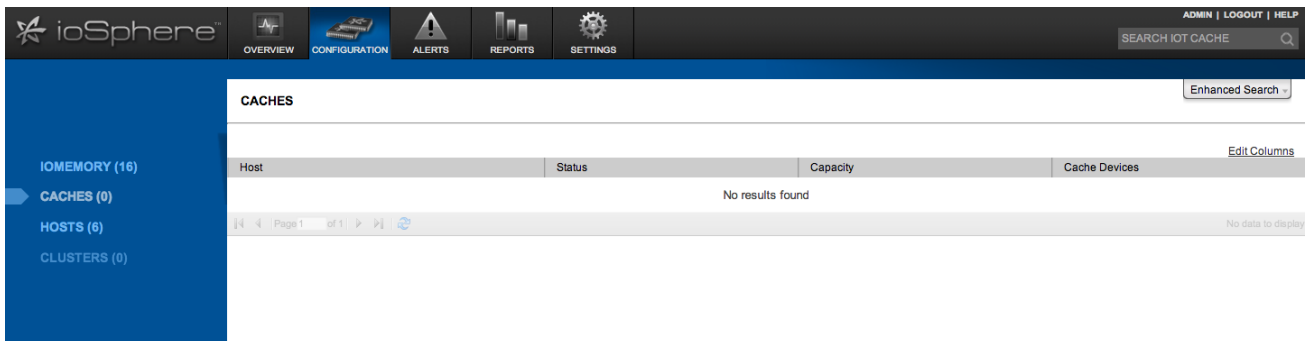 ioSphere™
OVERVIEW
CONFIGURATION
ALERTS
REPORTS
SETTINGS
ADMIN | LOGOUT | HELP
SEARCH IOT CACHE
CACHES
Enhanced Search
IOMEMORY (16)
CACHES (0)
HOSTS (6)
CLUSTERS (0)
Edit Columns
Host Status Capacity Cache Devices
No results found
Page 1 of 1
No data to display